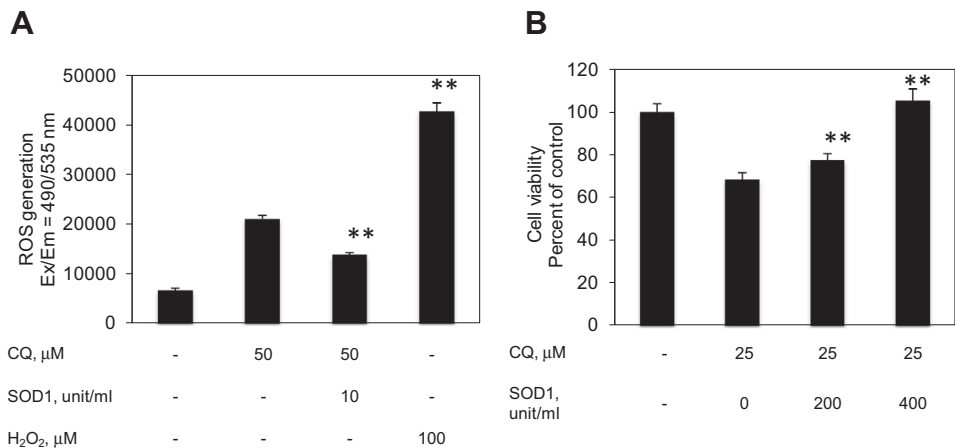 A
50000
40000
30000
20000
10000
0
ROS generation
Ex/Em = 490/535 nm
**
**
CQ, μM - 50 50 -
SOD1, unit/ml - - 10 -
H₂O₂, μM - - - 100
B
120
100
80
60
40
20
0
Cell viability
Percent of control
**
**
CQ, μM - 25 25 25
SOD1,
unit/ml - 0 200 400